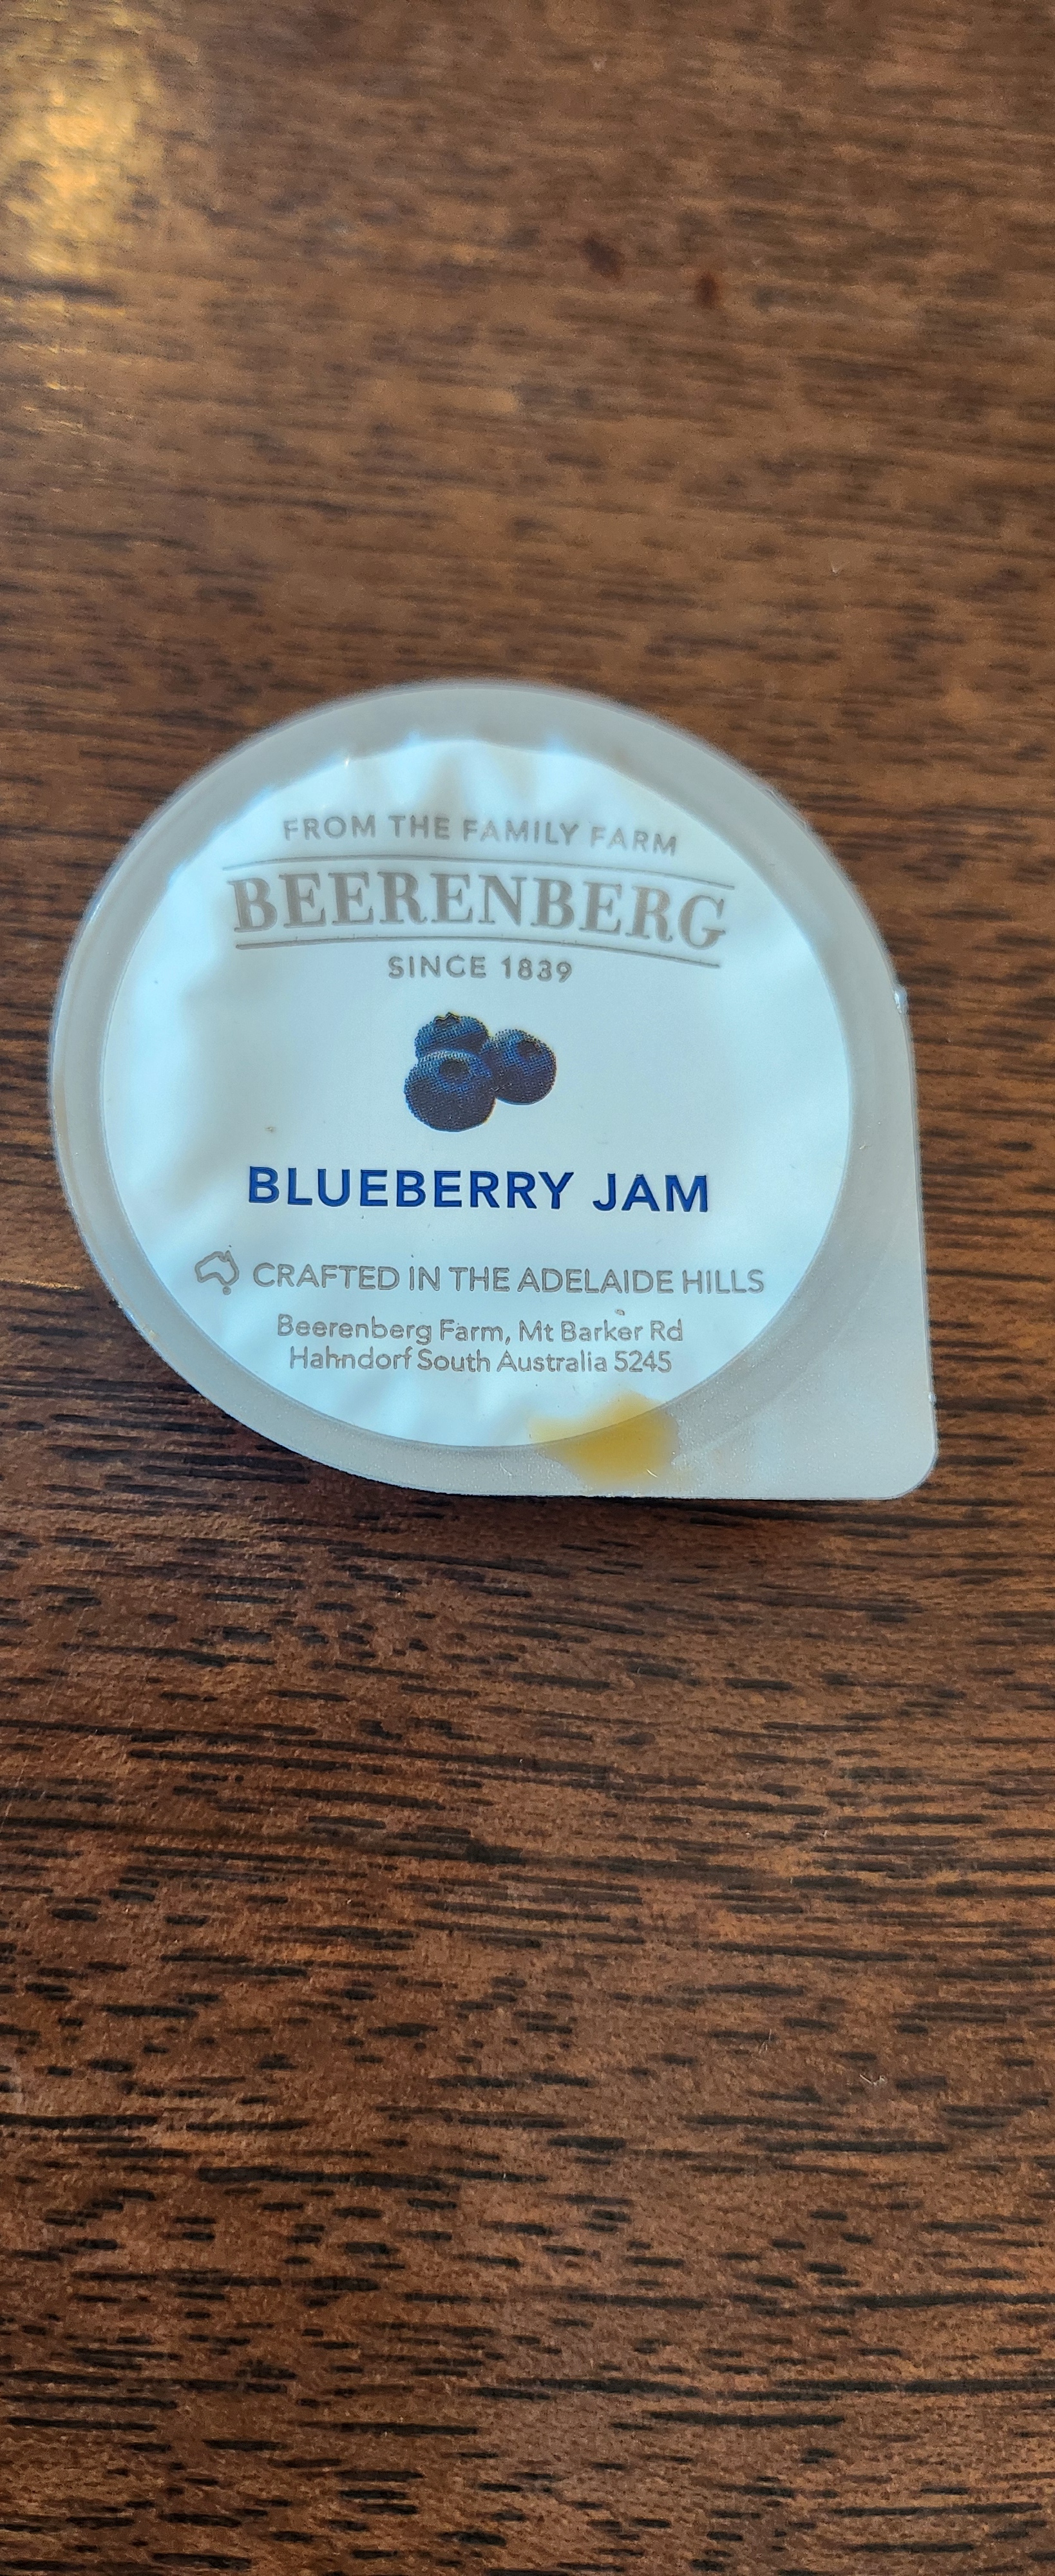 FROM THE FAMILY FARM
BEERENBERG
SINCE 1839
BLUEBERRY JAM
CRAFTED IN THE ADELAIDE HILLS
Beerenberg Farm, Mt Barker Rd
Hahndorf South Australia 5245